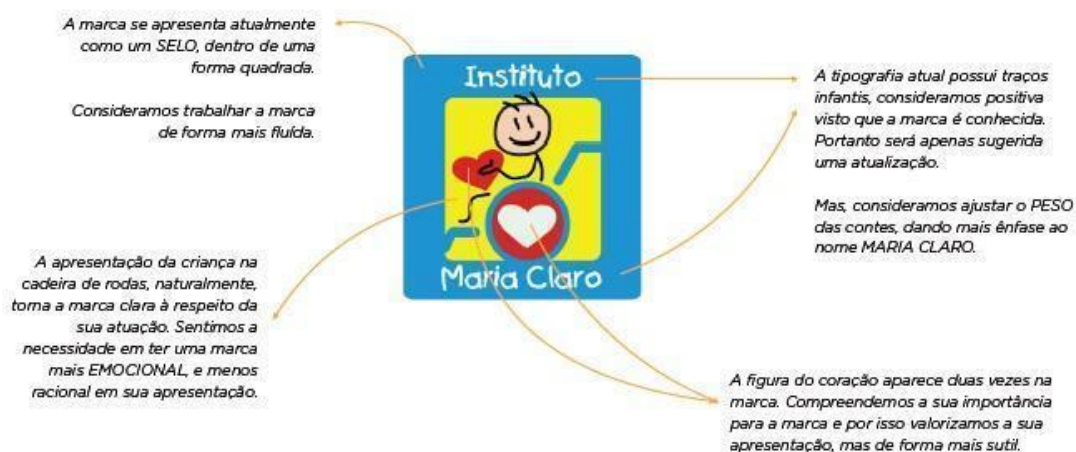 A marca se apresenta atualmente
como um SELO, dentro de uma
forma quadrada.
Consideramos trabalhar a marca
de forma mais fluída.
Instituto
Maria Claro
A tipografia atual possui traços
infantis, consideramos positiva
visto que a marca é conhecida.
Portanto será apenas sugerida
uma atualização.
Mas, consideramos ajustar o PESO
das contes, dando mais ênfase ao
nome MARIA CLARO.
A apresentação da criança na
cadeira de rodas, naturalmente,
torna a marca clara à respeito da
sua atuação. Sentimos a
necessidade em ter uma marca
mais EMOCIONAL, e menos
racional em sua apresentação.
A figura do coração aparece duas vezes na
marca. Compreendemos a sua importância
para a marca e por isso valorizamos a sua
apresentação, mas de forma mais sutil.